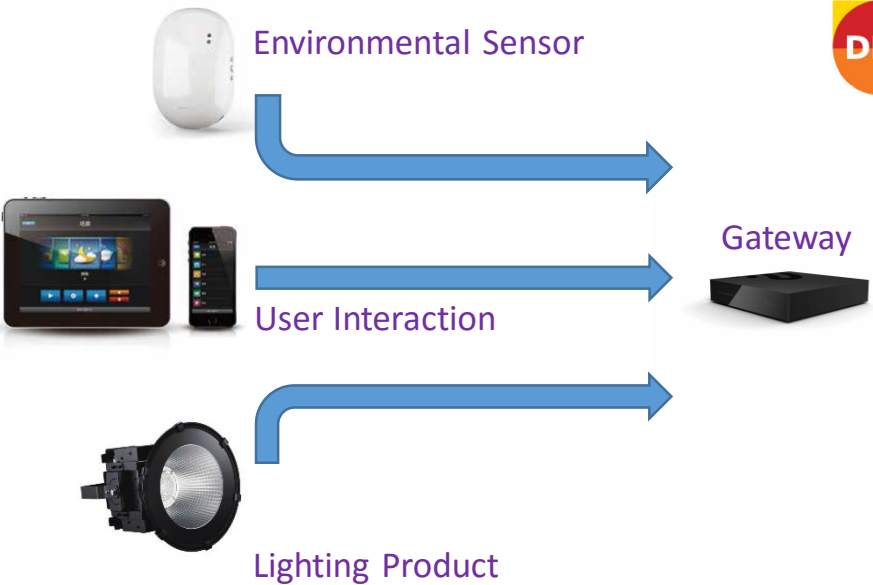 Environmental Sensor
Gateway
User Interaction
Lighting Product